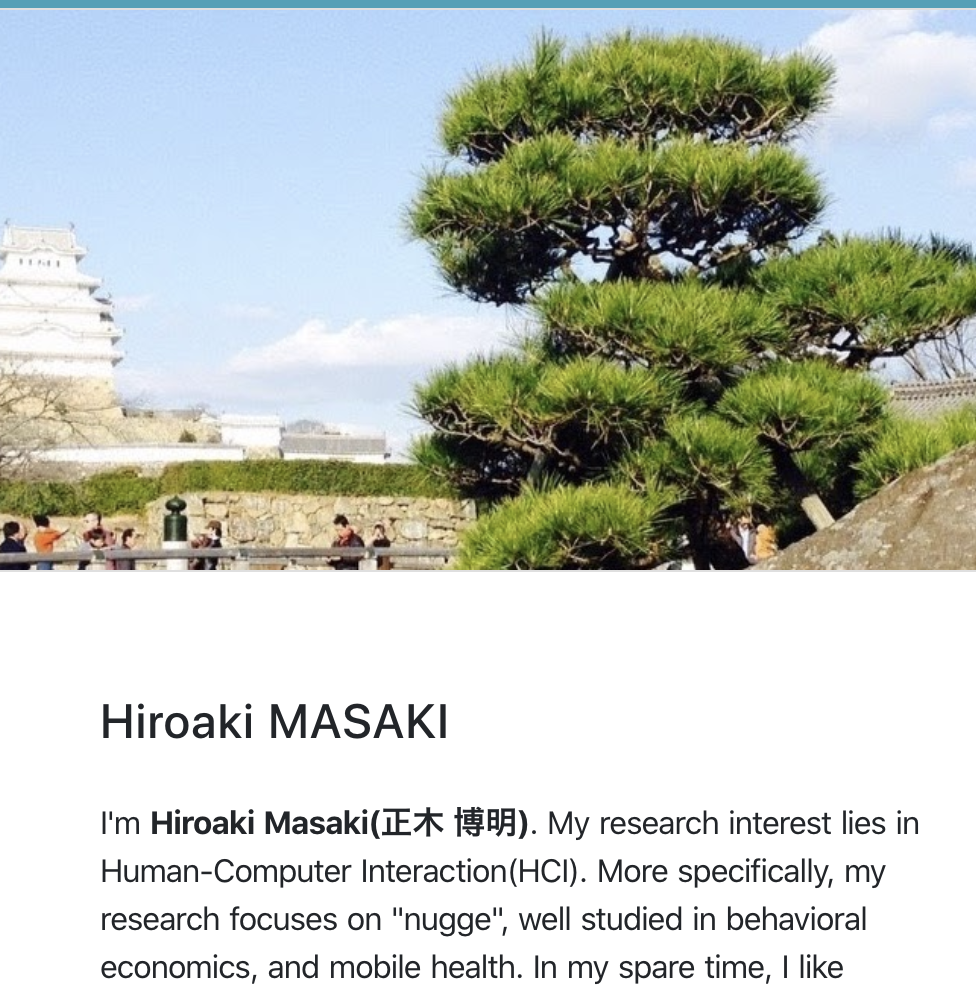 Hiroaki MASAKI
I'm Hiroaki Masaki(正木 博明). My research interest lies in
Human-Computer Interaction(HCI). More specifically, my
research focuses on "nugge", well studied in behavioral
economics, and mobile health. In my spare time, I like